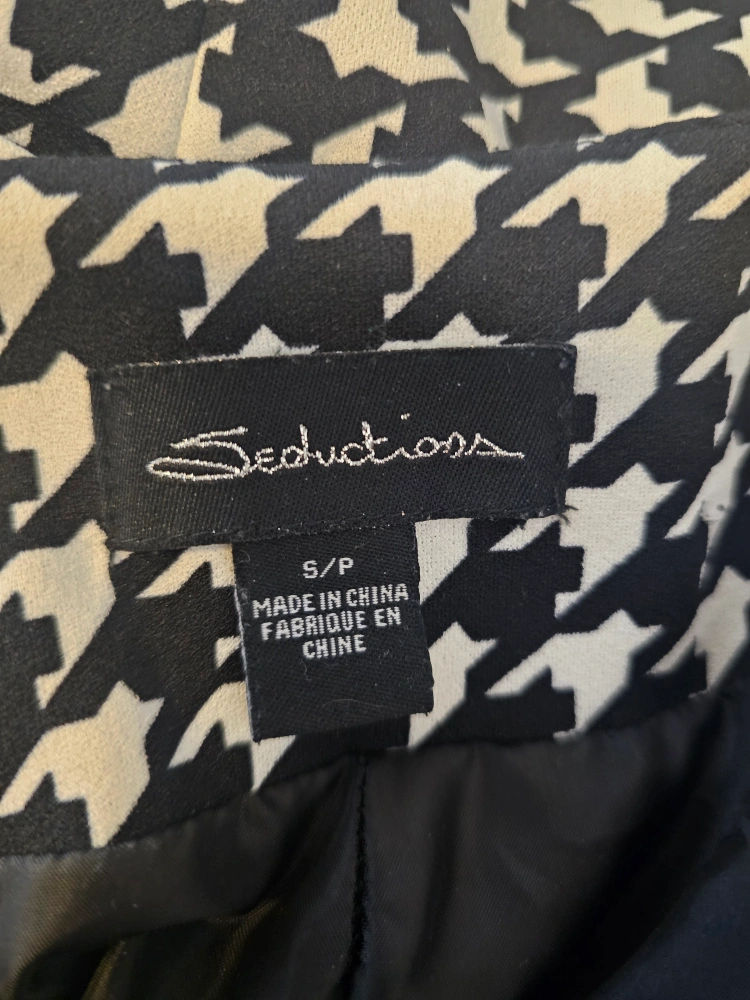 Seductions
S/P
MADE IN CHINA
FABRIQUE EN
CHINE